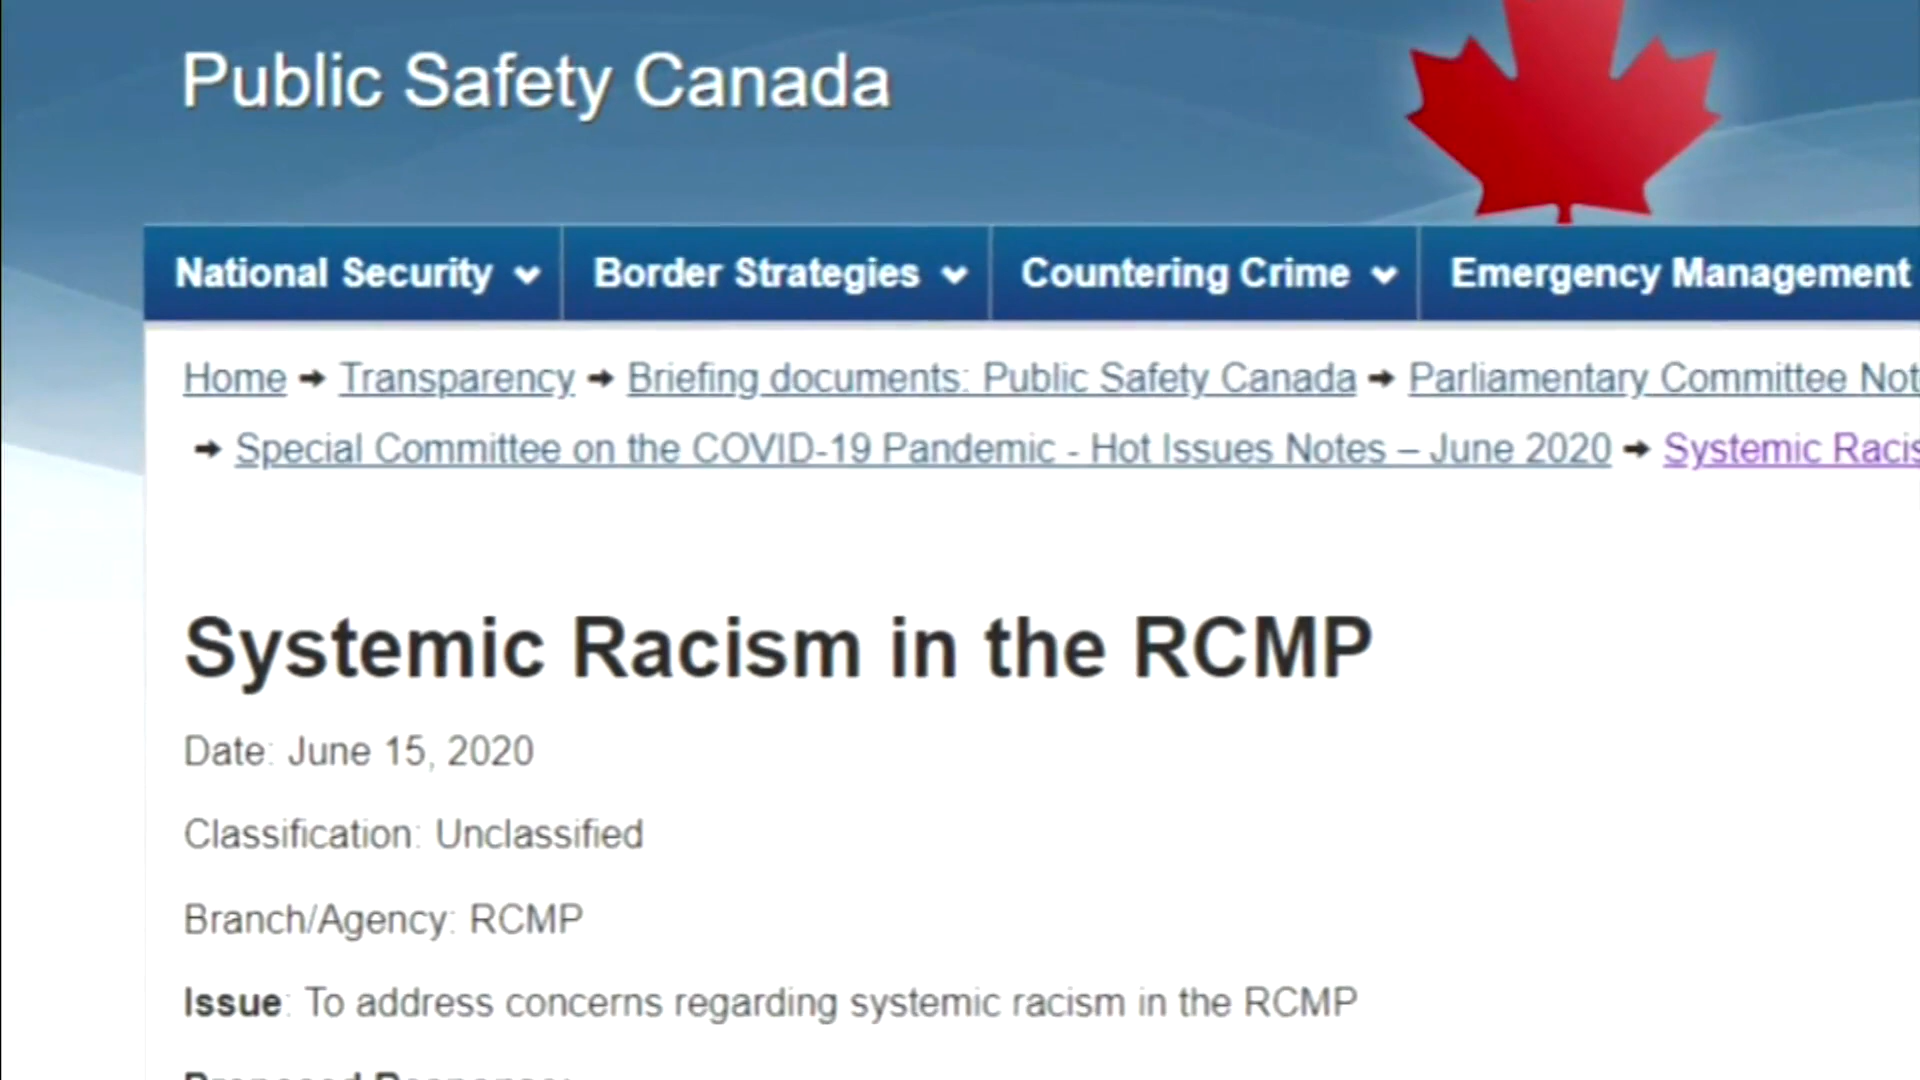 Public Safety Canada
National Security Border Strategies Countering Crime Emergency Management
Home → Transparency → Briefing documents: Public Safety Canada → Parliamentary Committee
→ Special Committee on the COVID-19 Pandemic - Hot Issues Notes – June 2020 → Systemic
Systemic Racism in the RCMP
Date: June 15, 2020
Classification: Unclassified
Branch/Agency: RCMP
Issue: To address concerns regarding systemic racism in the RCMP